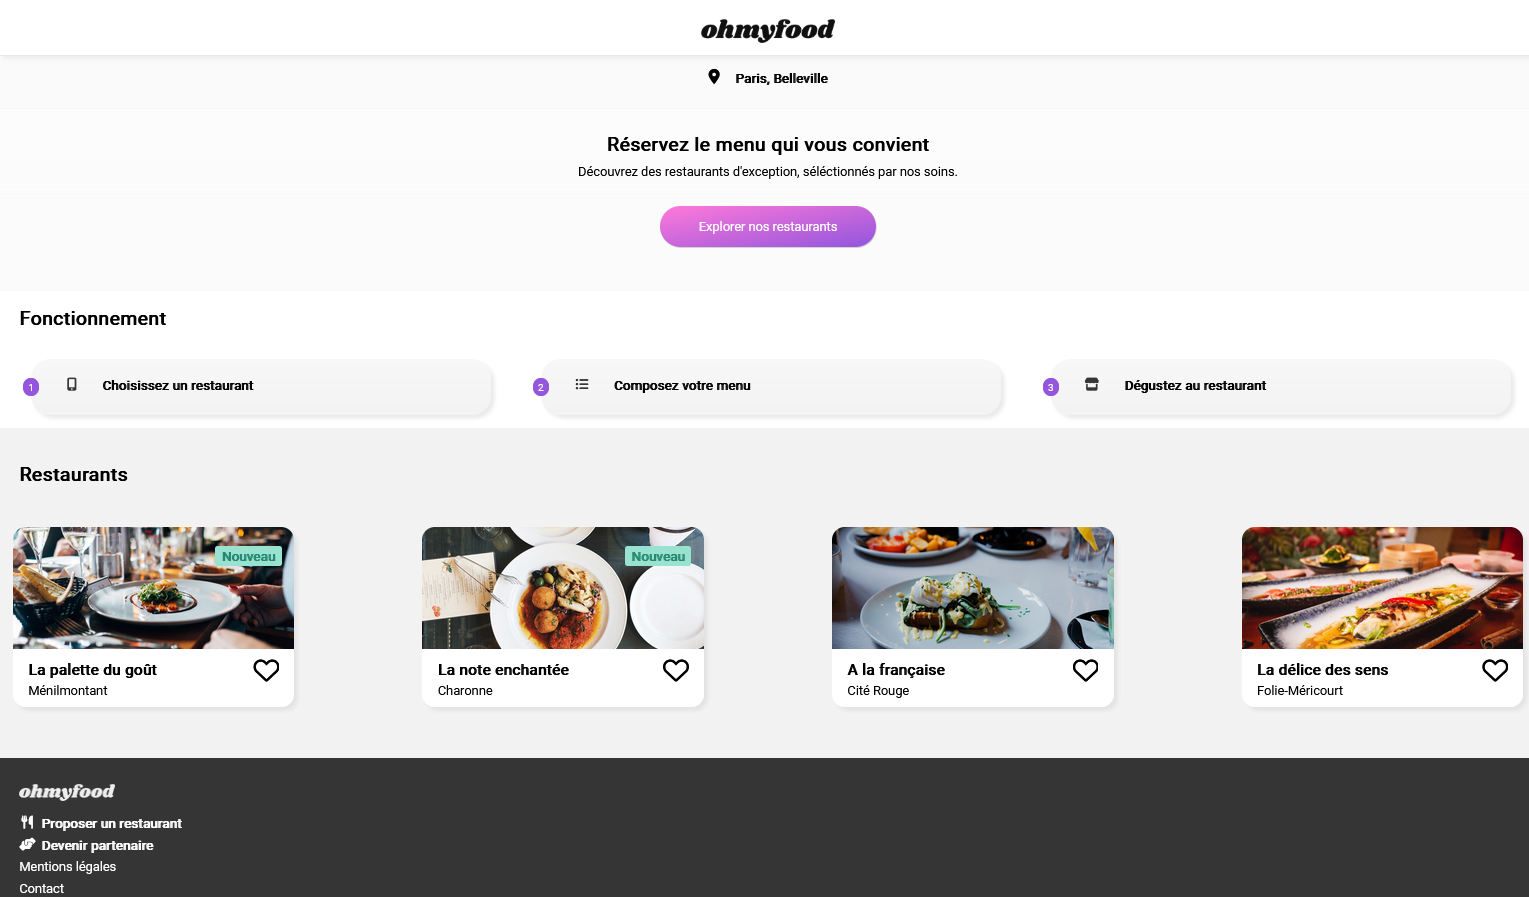 ohmyfood
Paris, Belleville
Réservez le menu qui vous convient
Découvrez des restaurants d'exception, séléctionnés par nos soins.
Explorer nos restaurants
Fonctionnement
1 Choisissez un restaurant
2 Composez votre menu
3 Dégustez au restaurant
Restaurants
Nouveau
La palette du goût
Ménilmontant
Nouveau
La note enchantée
Charonne
A la française
Cité Rouge
La délice des sens
Folie-Méricourt
ohmyfood
Proposer un restaurant
Devenir partenaire
Mentions légales
Contact